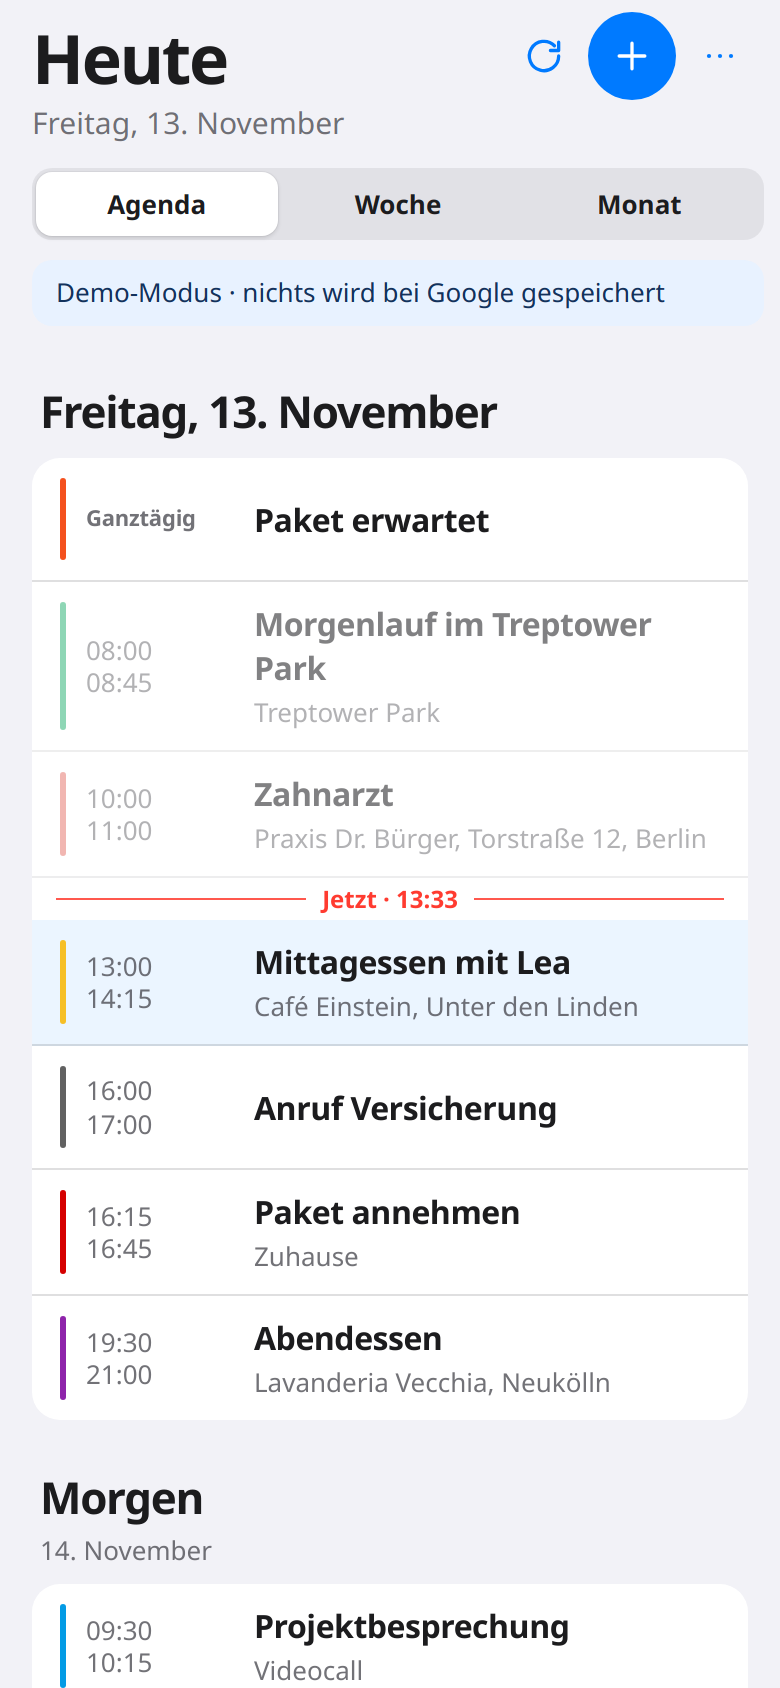 Heute
Freitag, 13. November
Agenda
Woche
Monat
Demo-Modus · nichts wird bei Google gespeichert
Freitag, 13. November
Ganztägig
Paket erwartet
08:00
08:45
Morgenlauf im Treptower
Park
Treptower Park
10:00
11:00
Zahnarzt
Praxis Dr. Bürger, Torstraße 12, Berlin
Jetzt · 13:33
13:00
14:15
Mittagessen mit Lea
Café Einstein, Unter den Linden
16:00
17:00
Anruf Versicherung
16:15
16:45
Paket annehmen
Zuhause
19:30
21:00
Abendessen
Lavanderia Vecchia, Neukölln
Morgen
14. November
09:30
10:15
Projektbesprechung
Videocall